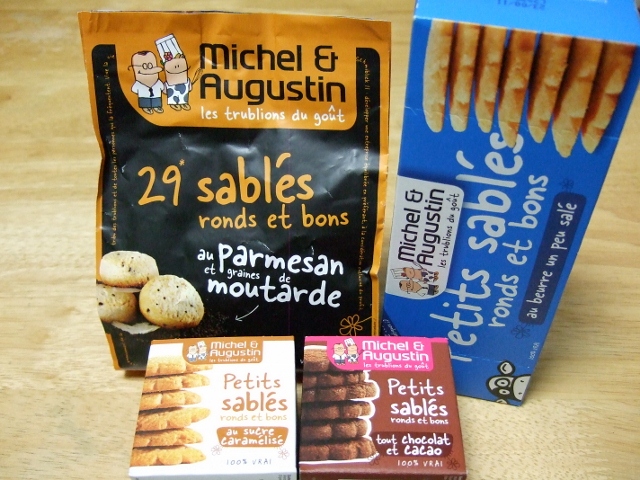 Michel &
Augustin
les trublions du goût
29* sablés
ronds et bons
au Parmesan
et graines de
moutarde
Petits sablés
ronds et bons
au beurre un peu salé
Michel &
Augustin
les trublions du goût
Michel &
Augustin
les trublions du goût
Petits
sablés
ronds et bons
au sucre
caramélisé
100% VRAI
Michel &
Augustin
les trublions du goût
Petits
sablés
ronds et bons
tout chocolat
et cacao
100% VRAI